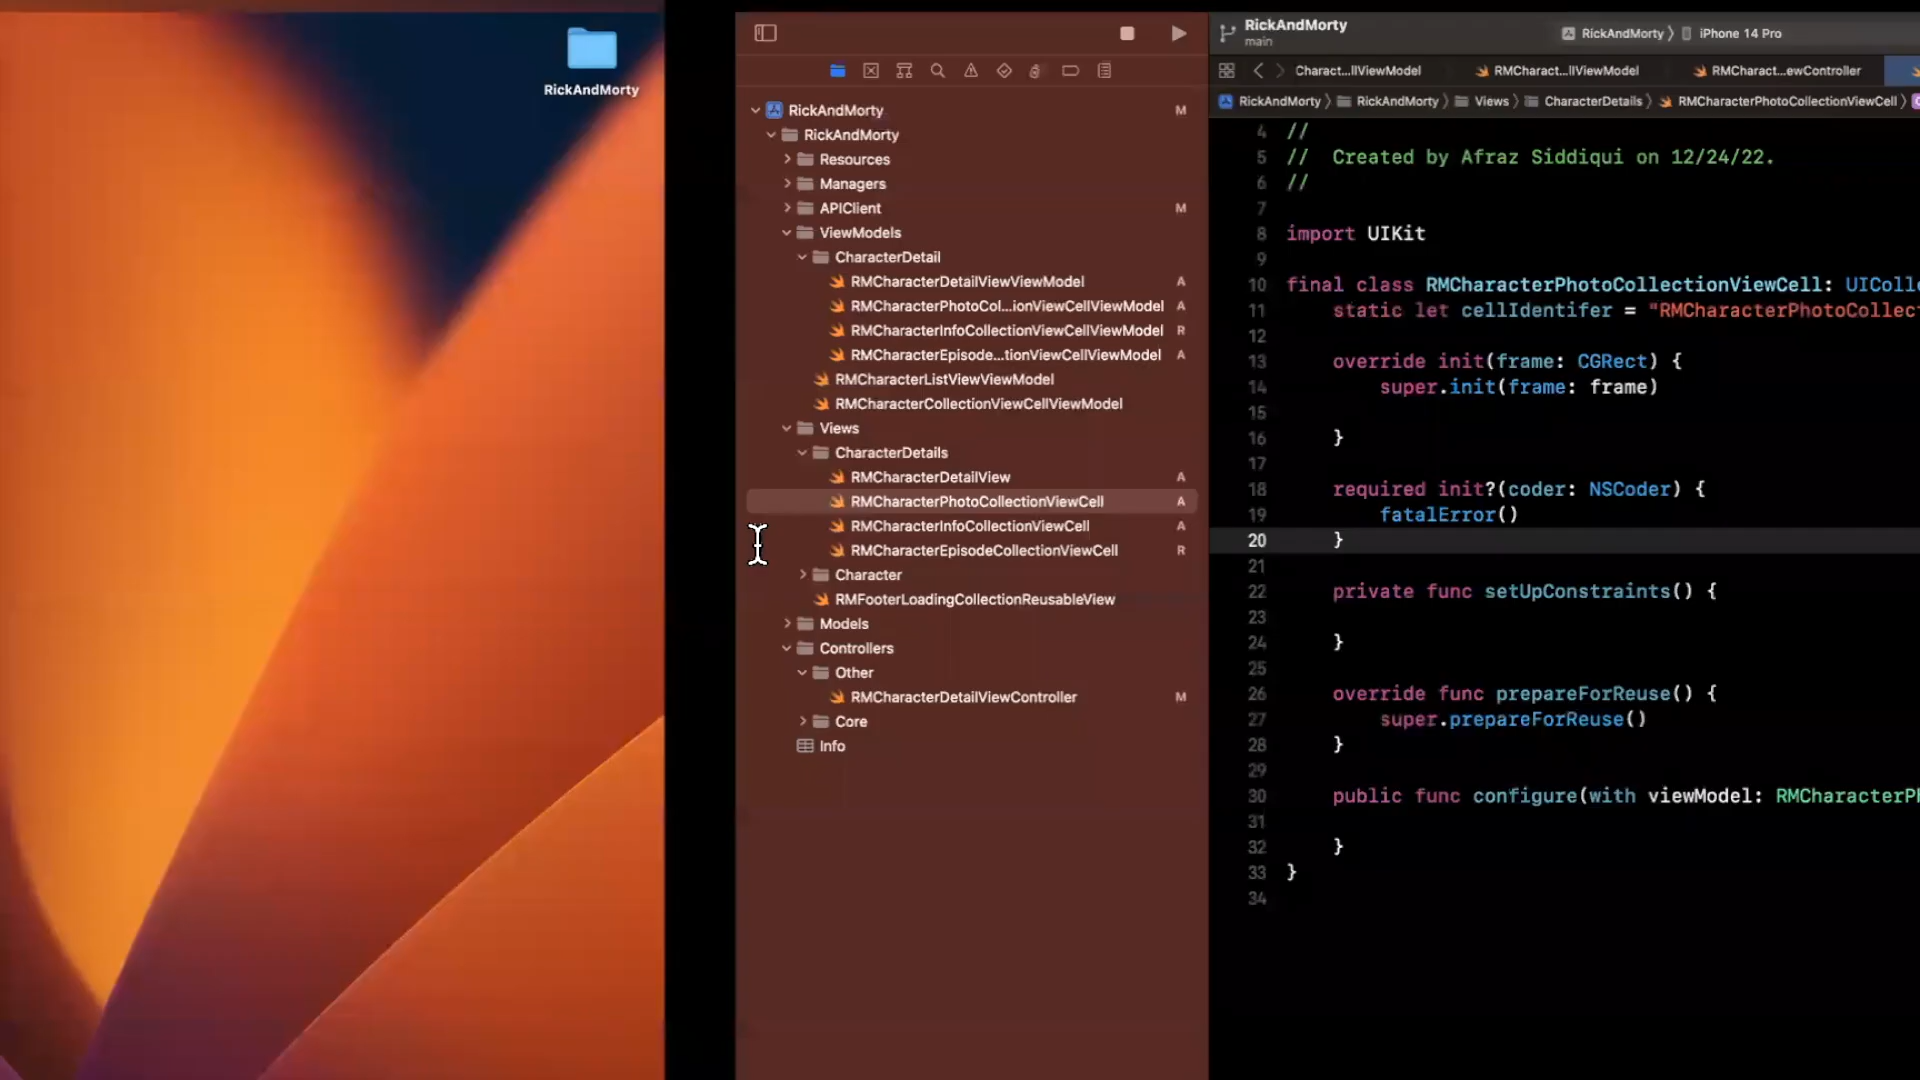 RickAndMorty
RickAndMorty M
RickAndMorty
Resources
Managers
APIClient M
ViewModels
CharacterDetail
RMCharacterDetailViewViewModel A
RMCharacterPhotoCol...ionViewCellViewModel A
RMCharacterInfoCollectionViewCellViewModel R
RMCharacterEpisode...tionViewCellViewModel A
RMCharacterListViewViewModel
RMCharacterCollectionViewCellViewModel
Views
CharacterDetails
RMCharacterDetailView A
RMCharacterPhotoCollectionViewCell A
RMCharacterInfoCollectionViewCell A
RMCharacterEpisodeCollectionViewCell R
Character
RMFooterLoadingCollectionReusableView
Models
Controllers
Other
RMCharacterDetailViewController M
Core
Info
RickAndMorty
main
RickAndMorty iPhone 14 Pro
Charact...llViewModel RMCharact...llViewModel RMCharact...ewController
RickAndMorty RickAndMorty Views CharacterDetails RMCharacterPhotoCollectionViewCell
4 //
5 // Created by Afraz Siddiqui on 12/24/22.
6 //
7
8 import UIKit
9
10 final class RMCharacterPhotoCollectionViewCell: UIColle
11 static let cellIdentifer = "RMCharacterPhotoCollec
12
13 override init(frame: CGRect) {
14 super.init(frame: frame)
15
16 }
17
18 required init?(coder: NSCoder) {
19 fatalError()
20 }
21
22 private func setUpConstraints() {
23
24 }
25
26 override func prepareForReuse() {
27 super.prepareForReuse()
28 }
29
30 public func configure(with viewModel: RMCharacterPh
31
32 }
33 }
34